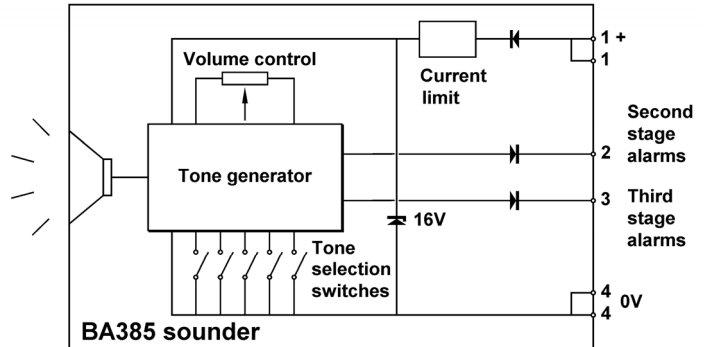 Volume control
Current
limit
1 +
1
Second
stage
alarms
2
Tone generator
3
Third
stage
alarms
16V
Tone
selection
switches
4
0V
4
BA385 sounder